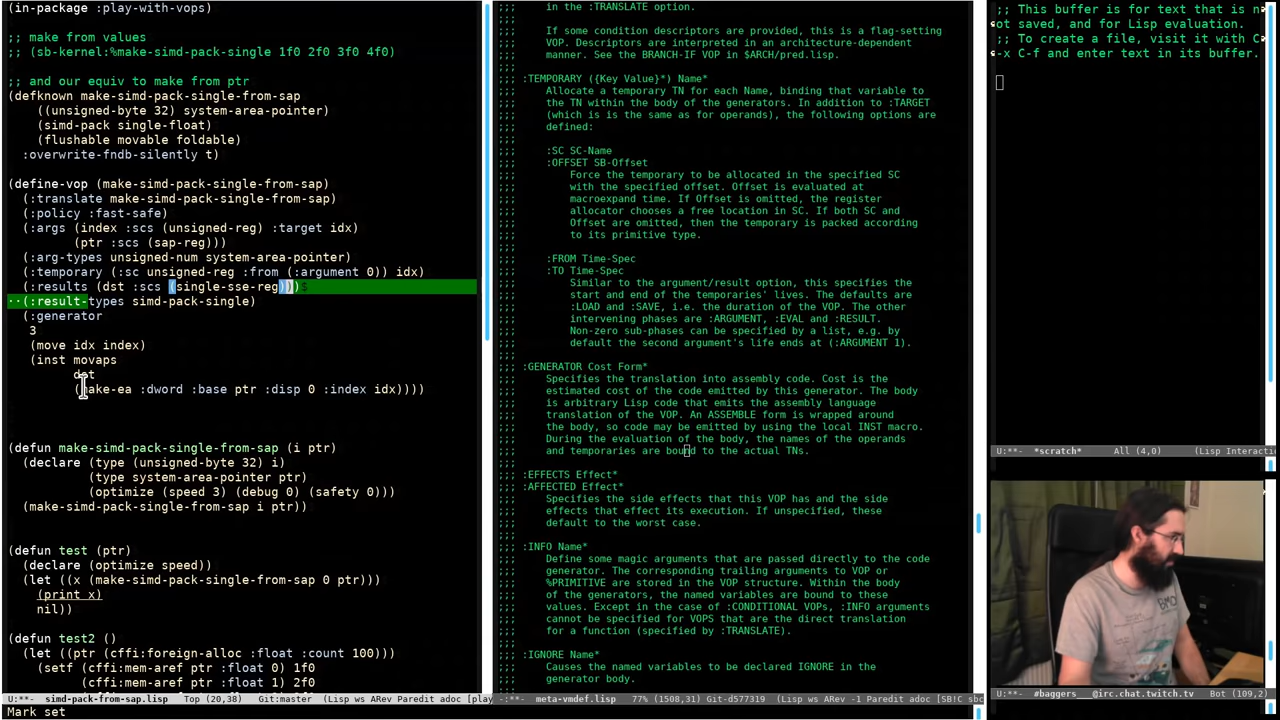 (in-package :play-with-vops)
;; make from values
;; (sb-kernel:%make-simd-pack-single 1f0 2f0 3f0 4f0)
;; and our equiv to make from ptr
(defknown make-simd-pack-single-from-sap
((unsigned-byte 32) system-area-pointer)
(simd-pack single-float)
(flushable movable foldable)
:overwrite-fndb-silently t)
(define-vop (make-simd-pack-single-from-sap)
(:translate make-simd-pack-single-from-sap)
(:policy :fast-safe)
(:args (index :scs (unsigned-reg) :target idx)
(ptr :scs (sap-reg)))
(:arg-types unsigned-num system-area-pointer)
(:temporary (:sc unsigned-reg :from (:argument 0)) idx)
(:results (dst :scs (single-sse-reg)))$
··(:result-types simd-pack-single)
(:generator
3
(move idx index)
(inst movaps
dst
(make-ea :dword :base ptr :disp 0 :index idx))))
(defun make-simd-pack-single-from-sap (i ptr)
(declare (type (unsigned-byte 32) i)
(type system-area-pointer ptr)
(optimize (speed 3) (debug 0) (safety 0)))
(make-simd-pack-single-from-sap i ptr))
(defun test (ptr)
(declare (optimize speed))
(let ((x (make-simd-pack-single-from-sap 0 ptr)))
(print x)
nil))
(defun test2 ()
(let ((ptr (cffi:foreign-alloc :float :count 100)))
(setf (cffi:mem-aref ptr :float 0) 1f0
(cffi:mem-aref ptr :float 1) 2f0
U:**- simd-pack-from-sap.lisp Top (20,38) Git:master (Lisp ws ARev Paredit adoc [play
Mark set
;;; in the :TRANSLATE option.
;;;
;;; If some condition descriptors are provided, this is a flag-setting
;;; VOP. Descriptors are interpreted in an architecture-dependent
;;; manner. See the BRANCH-IF VOP in $ARCH/pred.lisp.
;;;
;;; :TEMPORARY ({Key Value}*) Name*
;;; Allocate a temporary TN for each Name, binding that variable to
;;; the TN within the body of the generators. In addition to :TARGET
;;; (which is is the same as for operands), the following options are
;;; defined:
;;;
;;; :SC SC-Name
;;; :OFFSET SB-Offset
;;; Force the temporary to be allocated in the specified SC
;;; with the specified offset. Offset is evaluated at
;;; macroexpand time. If Offset is omitted, the register
;;; allocator chooses a free location in SC. If both SC and
;;; Offset are omitted, then the temporary is packed according
;;; to its primitive type.
;;;
;;; :FROM Time-Spec
;;; :TO Time-Spec
;;; Similar to the argument/result option, this specifies the
;;; start and end of the temporaries' lives. The defaults are
;;; :LOAD and :SAVE, i.e. the duration of the VOP. The other
;;; intervening phases are :ARGUMENT, :EVAL and :RESULT.
;;; Non-zero sub-phases can be specified by a list, e.g. by
;;; default the second argument's life ends at (:ARGUMENT 1).
;;;
;;; :GENERATOR Cost Form*
;;; Specifies the translation into assembly code. Cost is the
;;; estimated cost of the code emitted by this generator. The body
;;; is arbitrary Lisp code that emits the assembly language
;;; translation of the VOP. An ASSEMBLE form is wrapped around
;;; the body, so code may be emitted by using the local INST macro.
;;; During the evaluation of the body, the names of the operands
;;; and temporaries are bound to the actual TNs.
;;;
;;; :EFFECTS Effect*
;;; :AFFECTED Effect*
;;; Specifies the side effects that this VOP has and the side
;;; effects that effect its execution. If unspecified, these
;;; default to the worst case.
;;;
;;; :INFO Name*
;;; Define some magic arguments that are passed directly to the code
;;; generator. The corresponding trailing arguments to VOP or
;;; %PRIMITIVE are stored in the VOP structure. Within the body
;;; of the generators, the named variables are bound to these
;;; values. Except in the case of :CONDITIONAL VOPs, :INFO arguments
;;; cannot be specified for VOPS that are the direct translation
;;; for a function (specified by :TRANSLATE).
;;;
;;; :IGNORE Name*
;;; Causes the named variables to be declared IGNORE in the
;;; generator body.
U:**- meta-vmdef.lisp 77% (1508,31) Git-d577319 (Lisp ws ARev -1 Paredit adoc [SB!C sbc
;; This buffer is for text that is n
ot saved, and for Lisp evaluation.
;; To create a file, visit it with C
-x C-f and enter text in its buffer.
U:**- *scratch* All (4,0) (Lisp Interacti
BMO
U:**- #baggers___@irc.chat.twitch.tv Bot (109,2)